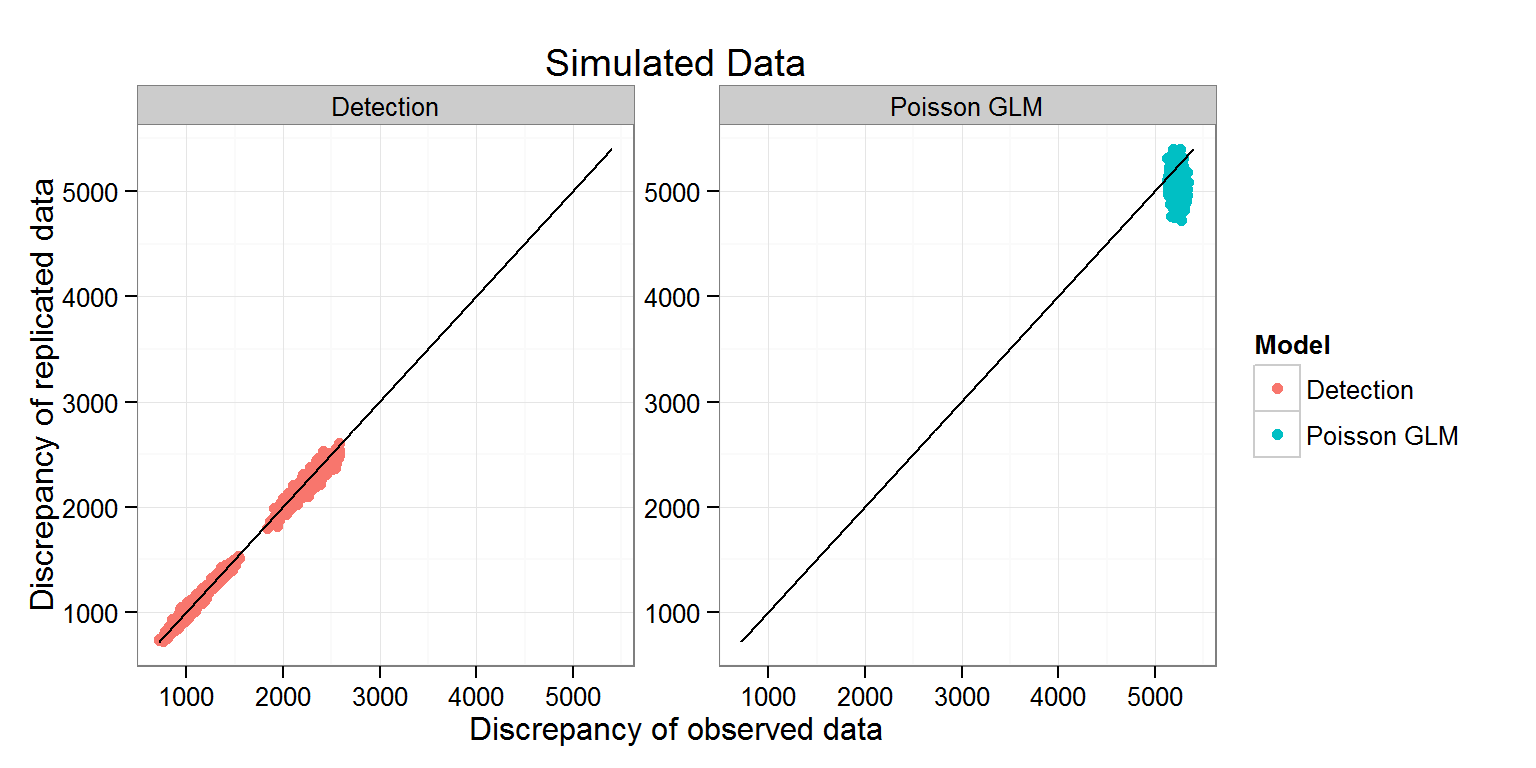 Simulated Data
Detection
Poisson GLM
Discrepancy of replicated data
5000
4000
3000
2000
1000
5000
4000
3000
2000
1000
1000 2000 3000 4000 5000
1000 2000 3000 4000 5000
Discrepancy of observed data
Model
Detection
Poisson GLM